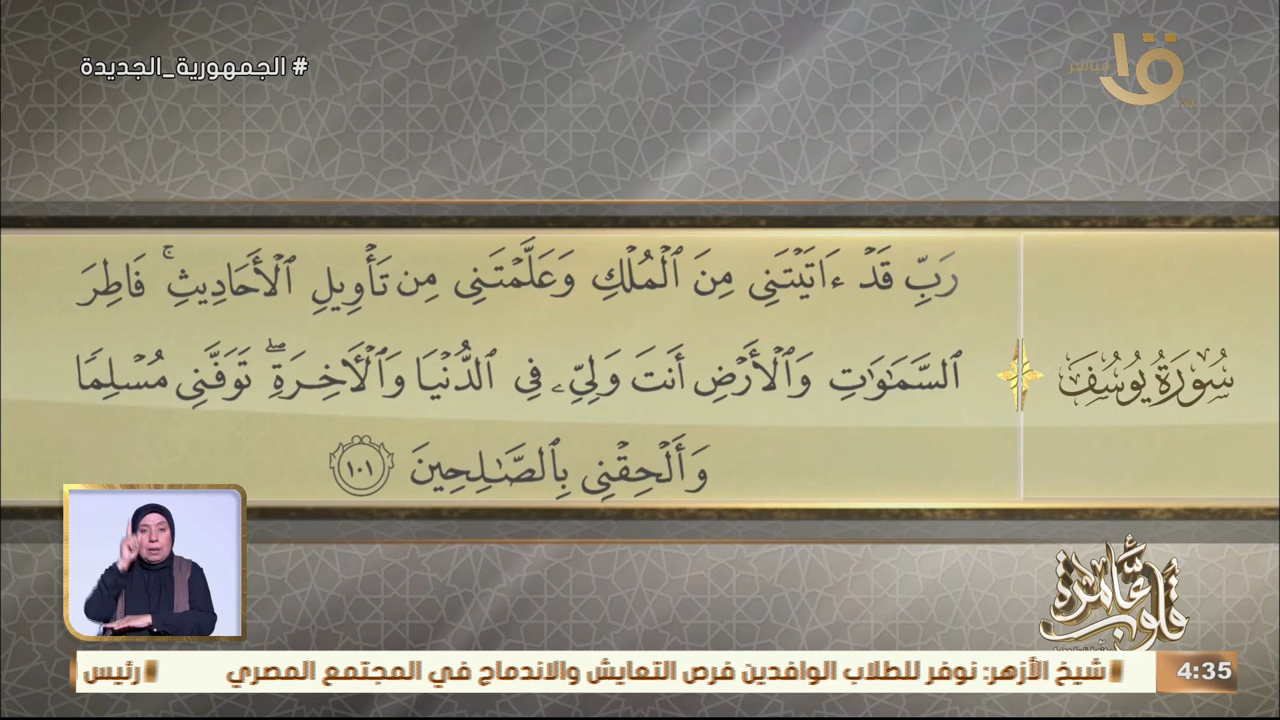 # الجمهورية_الجديدة
مباشر
رَبِّ قَدْ ءَاتَيْتَنِي مِنَ ٱلْمُلْكِ وَعَلَّمْتَنِي مِن تَأْوِيلِ ٱلْأَحَادِيثِ ۚ فَاطِرَ
ٱلسَّمَٰوَٰتِ وَٱلْأَرْضِ أَنتَ وَلِيِّۦ فِي ٱلدُّنْيَا وَٱلْءَاخِرَةِ ۖ تَوَفَّنِي مُسْلِمًا
وَأَلْحِقْنِي بِٱلصَّٰلِحِينَ ١٠١
سُورَةُ يُوسُفَ
قلوب عامرة
شيخ الأزهر: نوفر للطلاب الوافدين فرص التعايش والاندماج في المجتمع المصري
رئيس
4:35